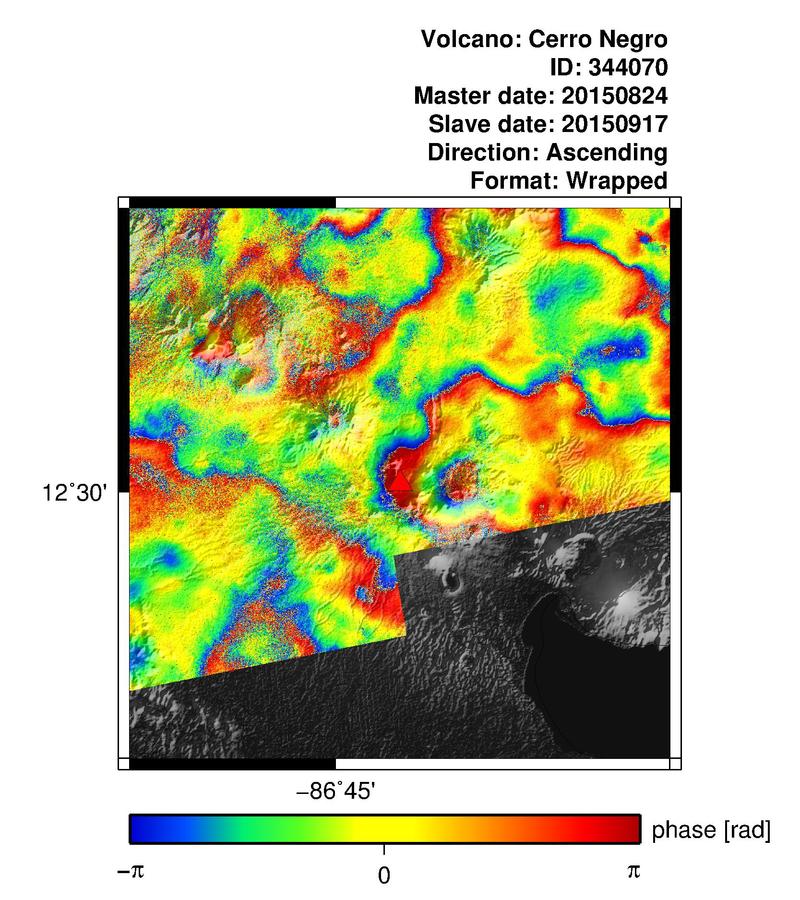 Volcano: Cerro Negro
ID: 344070
Master date: 20150824
Slave date: 20150917
Direction: Ascending
Format: Wrapped
12˚30'
−86˚45'
phase [rad]
−π 0 π